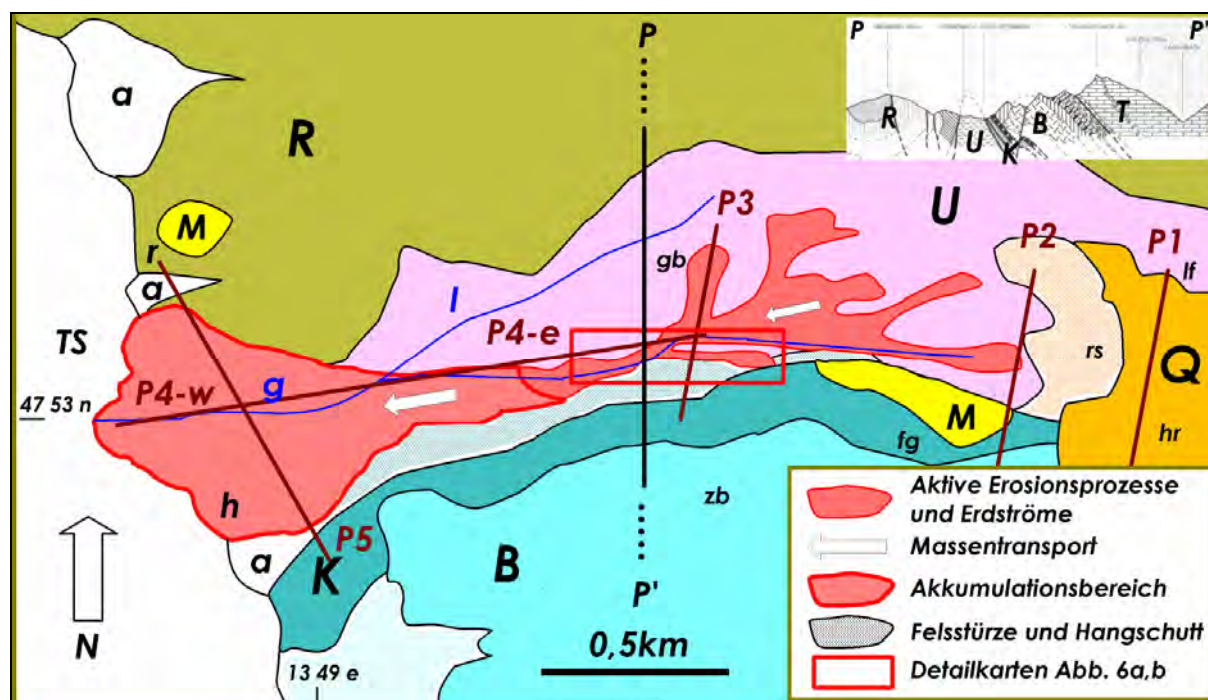 P
P'
R
U
K
B
T
a
R
P
M
r
a
U
P3
gb
P2
P1
lf
l
P4-e
TS
rs
Q
g
P4-w
47 53 n
M
hr
fg
h
zb
P5
a
K
B
P'
N
0,5km
13 49 e
Aktive Erosionsprozesse
und Erdströme
Massentransport
Akkumulationsbereich
Felsstürze und Hangschutt
Detailkarten Abb. 6a,b